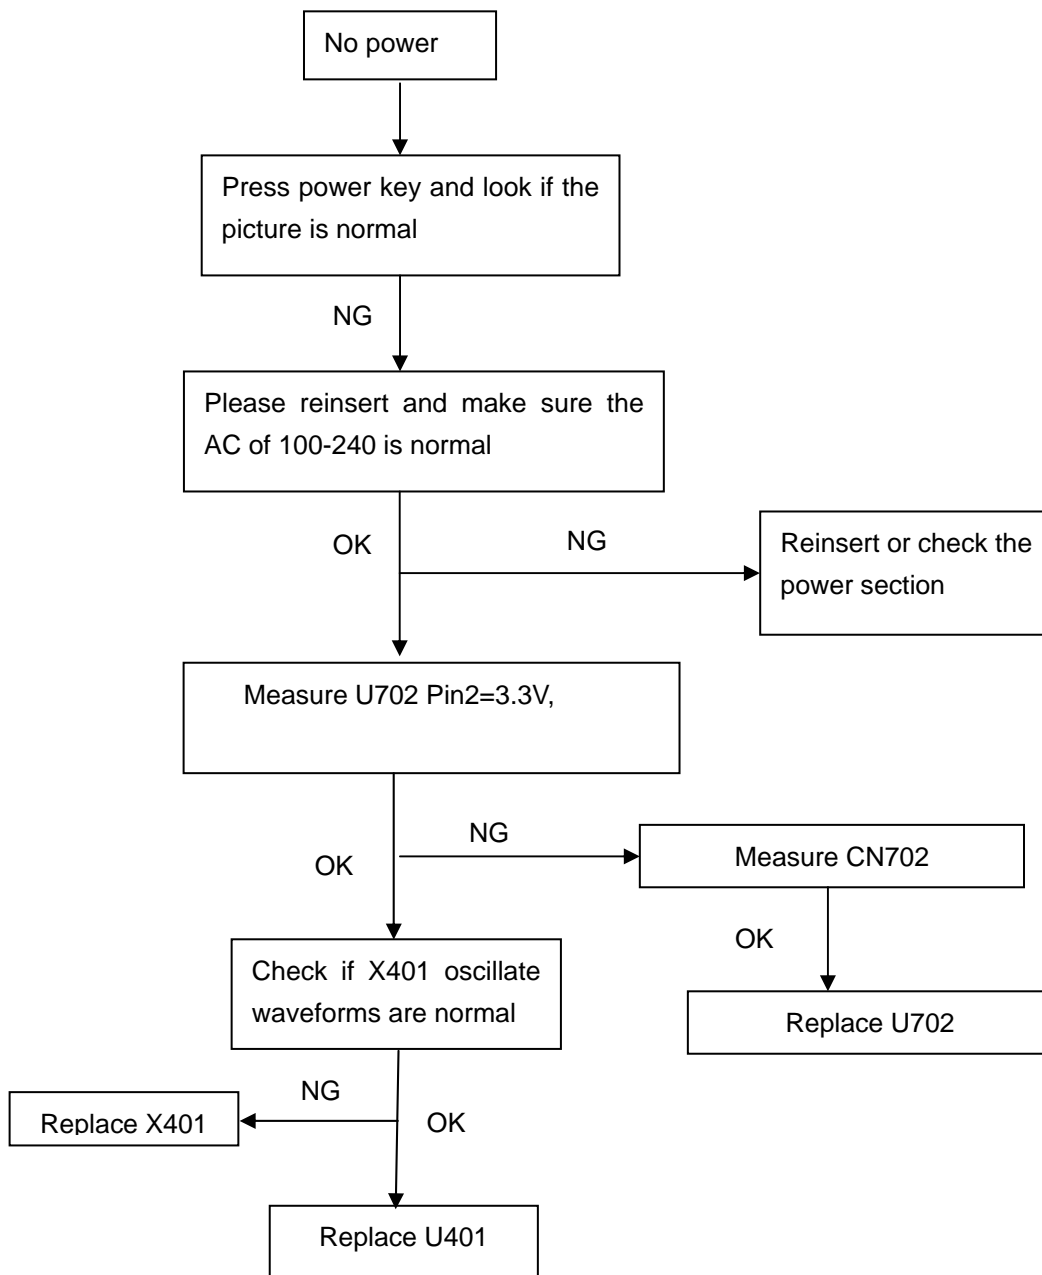 No power
Press power key and look if the
picture is normal
NG
Please reinsert and make sure the
AC of 100-240 is normal
OK
NG
Reinsert or check the
power section
Measure U702 Pin2=3.3V,
NG
OK
Measure CN702
OK
Check if X401 oscillate
waveforms are normal
Replace U702
NG
Replace X401
OK
Replace U401